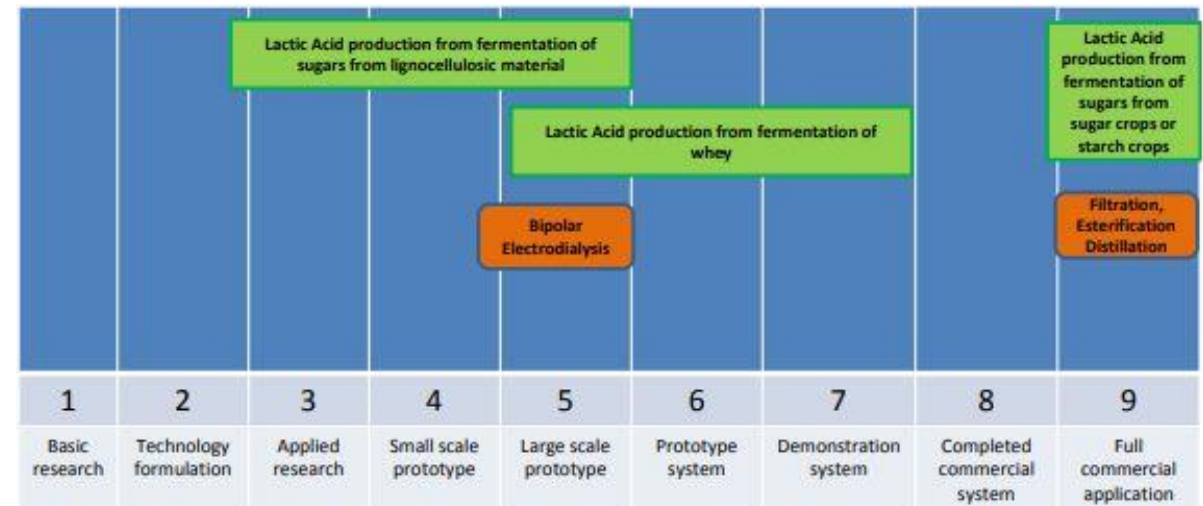 Lactic Acid production from fermentation of
sugars from lignocellulosic material
Lactic Acid
production from
fermentation of
sugars from
sugar crops or
starch crops
Lactic Acid production from fermentation of
whey
Bipolar
Electrodialysis
Filtration,
Esterification
Distillation
1
2
3
4
5
6
7
8
9
Basic
research
Technology
formulation
Applied
research
Small scale
prototype
Large scale
prototype
Prototype
system
Demonstration
system
Completed
commercial
system
Full
commercial
application